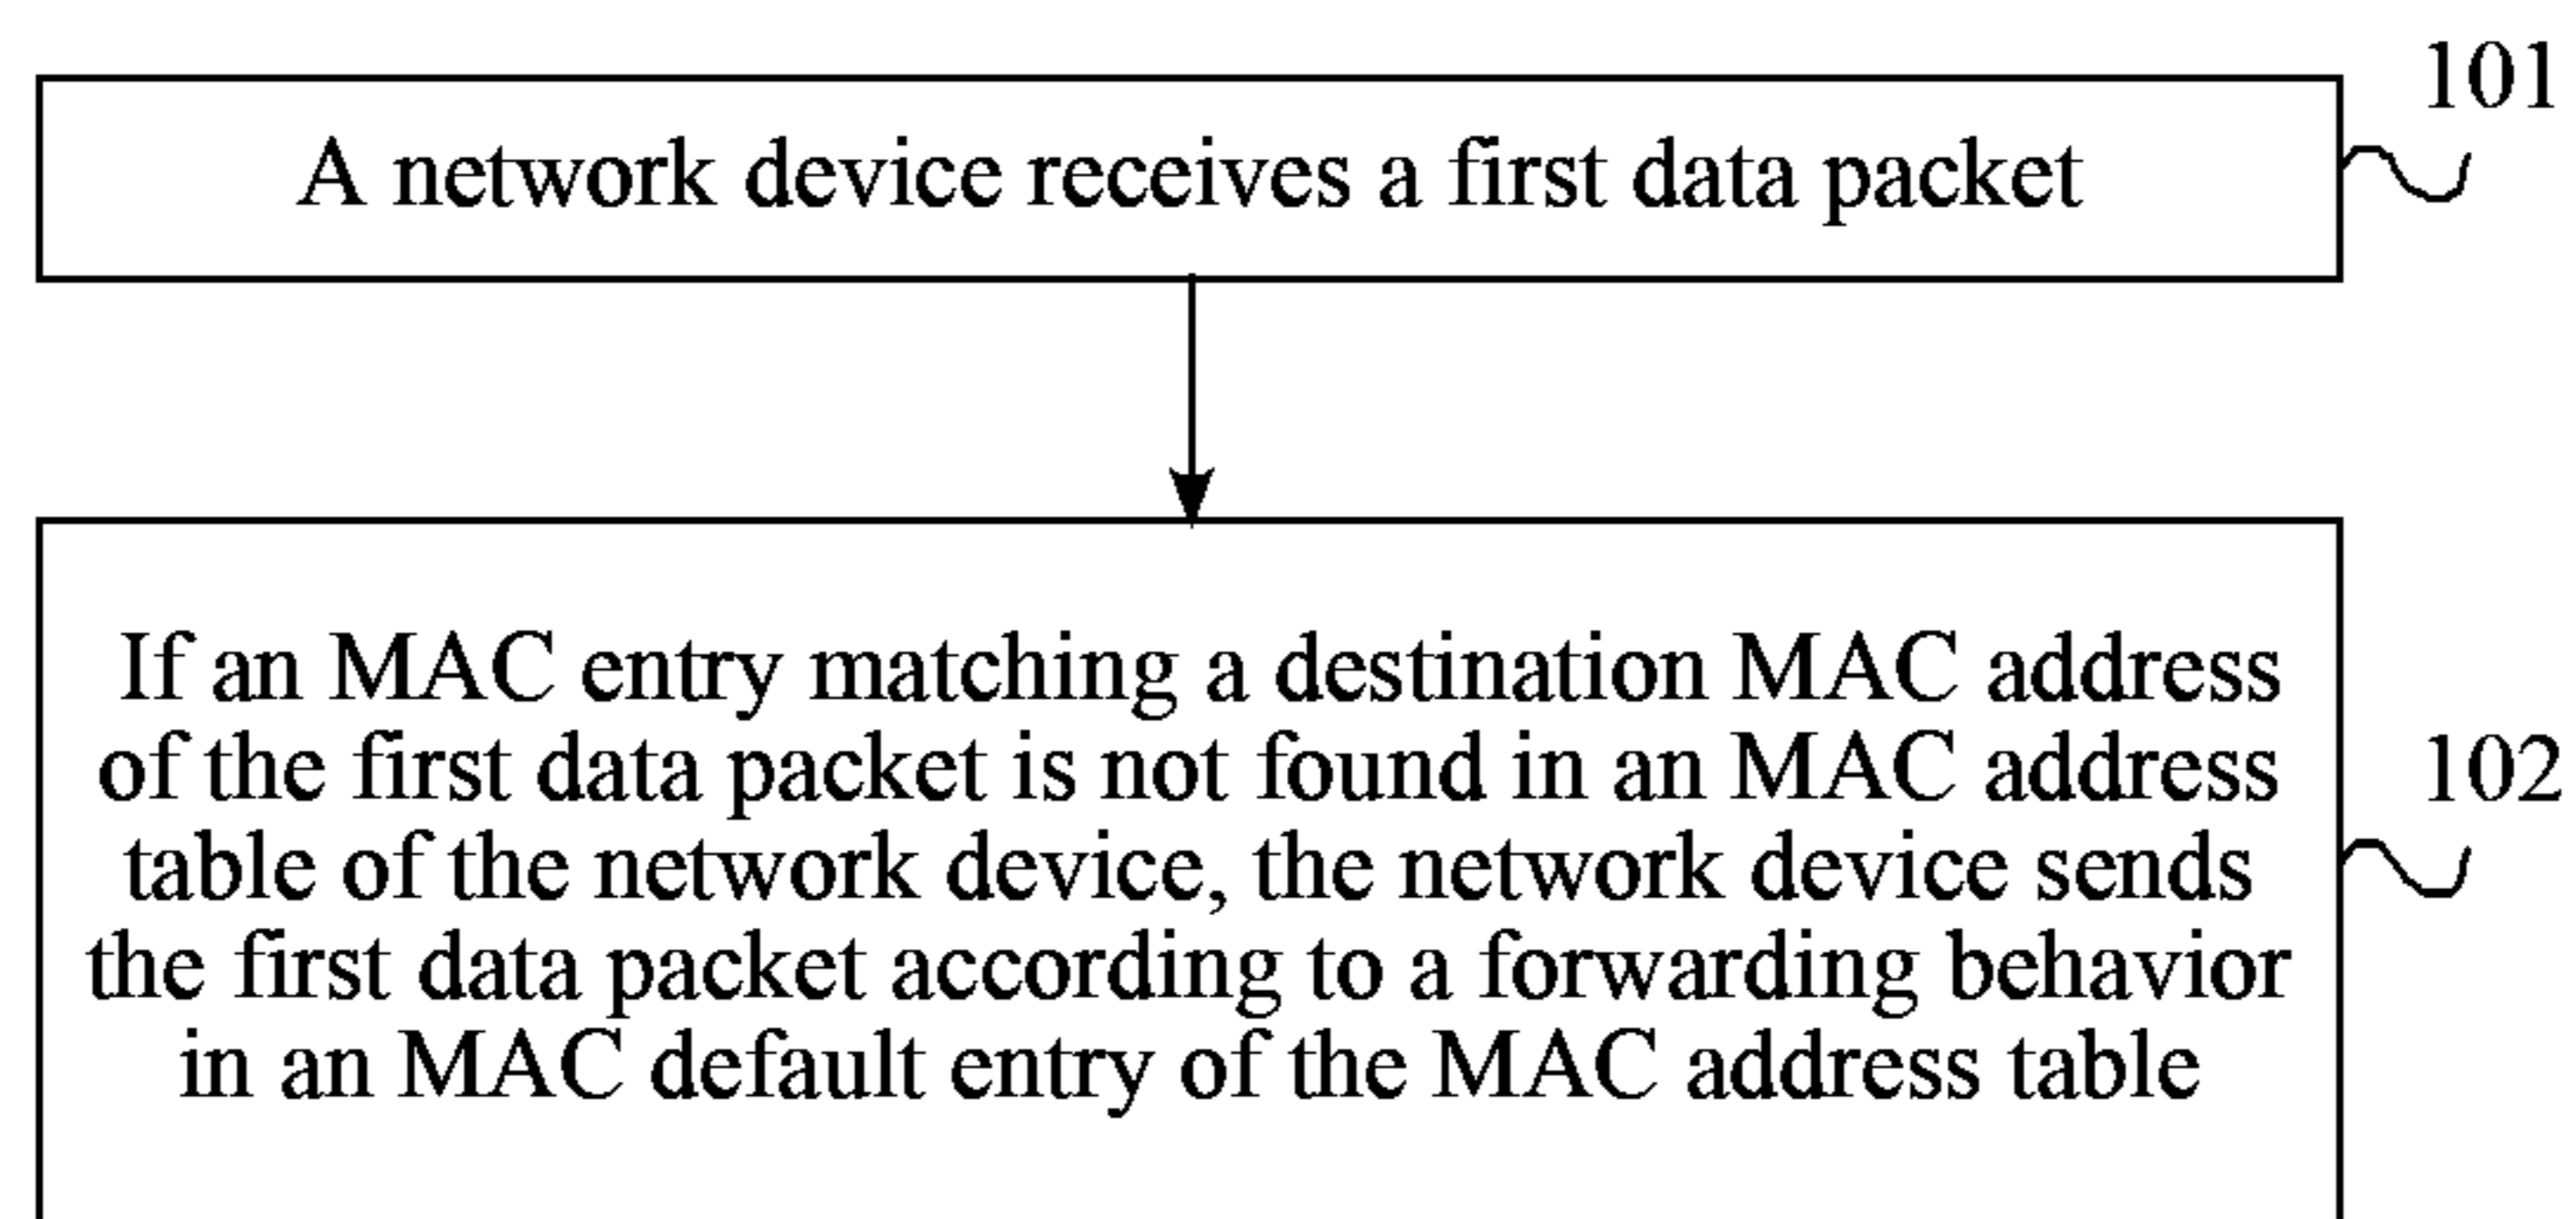 101
A network device receives a first data packet
If an MAC entry matching a destination MAC address
of the first data packet is not found in an MAC address
table of the network device, the network device sends
the first data packet according to a forwarding behavior
in an MAC default entry of the MAC address table
102